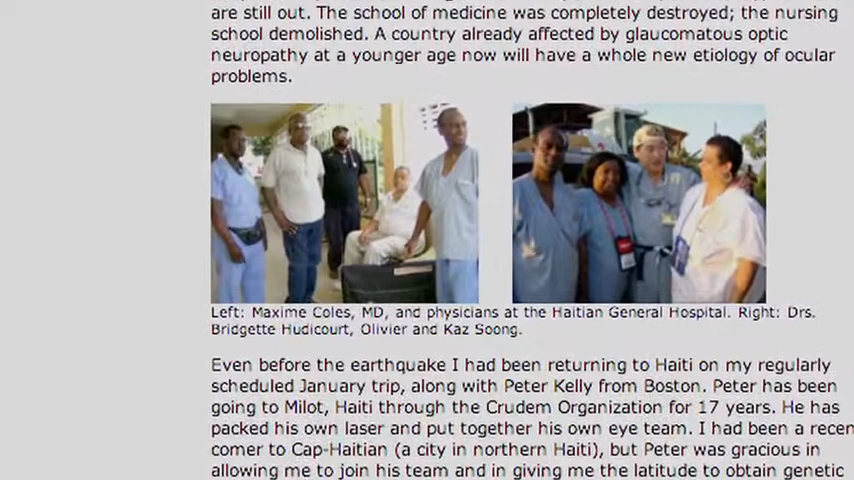 are still out. The school of medicine was completely destroyed; the nursing
school demolished. A country already affected by glaucomatous optic
neuropathy at a younger age now will have a whole new etiology of ocular
problems.
Left: Maxime Coles, MD, and physicians at the Haitian General Hospital. Right: Drs.
Bridgette Hudicourt, Olivier and Kaz Soong.
Even before the earthquake I had been returning to Haiti on my regularly
scheduled January trip, along with Peter Kelly from Boston. Peter has been
going to Milot, Haiti through the Crudem Organization for 17 years. He has
packed his own laser and put together his own eye team. I had been a recen
comer to Cap-Haitian (a city in northern Haiti), but Peter was gracious in
allowing me to join his team and in giving me the latitude to obtain genetic